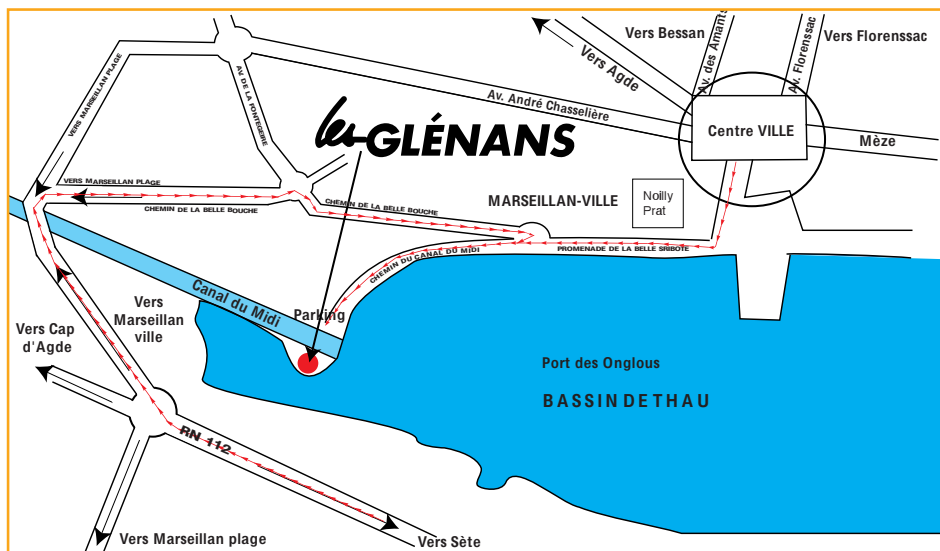 Vers Bessan
Av. des Amants
Av. Florenssac
Vers Florenssac
Vers Agde
AV DE LA FONTEGEIRE
VERS MARSEILLAN PLAGE
Av. André Chasselière
Centre VILLE
Mèze
les GLÉNANS
VERS MARSEILLAN PLAGE
CHEMIN DE LA BELLE BOUCHE
CHEMIN DE LA BELLE BOUCHE
MARSEILLAN-VILLE
Noilly
Prat
CHEMIN DU CANAL DU MIDI
PROMENADE DE LA BELLE SRIBOTE
Canal du Midi
Parking
Vers
Marseillan
ville
Vers Cap
d'Agde
Port des Onglous
BASSIN DE THAU
RN 112
Vers Marseillan plage
Vers Sète